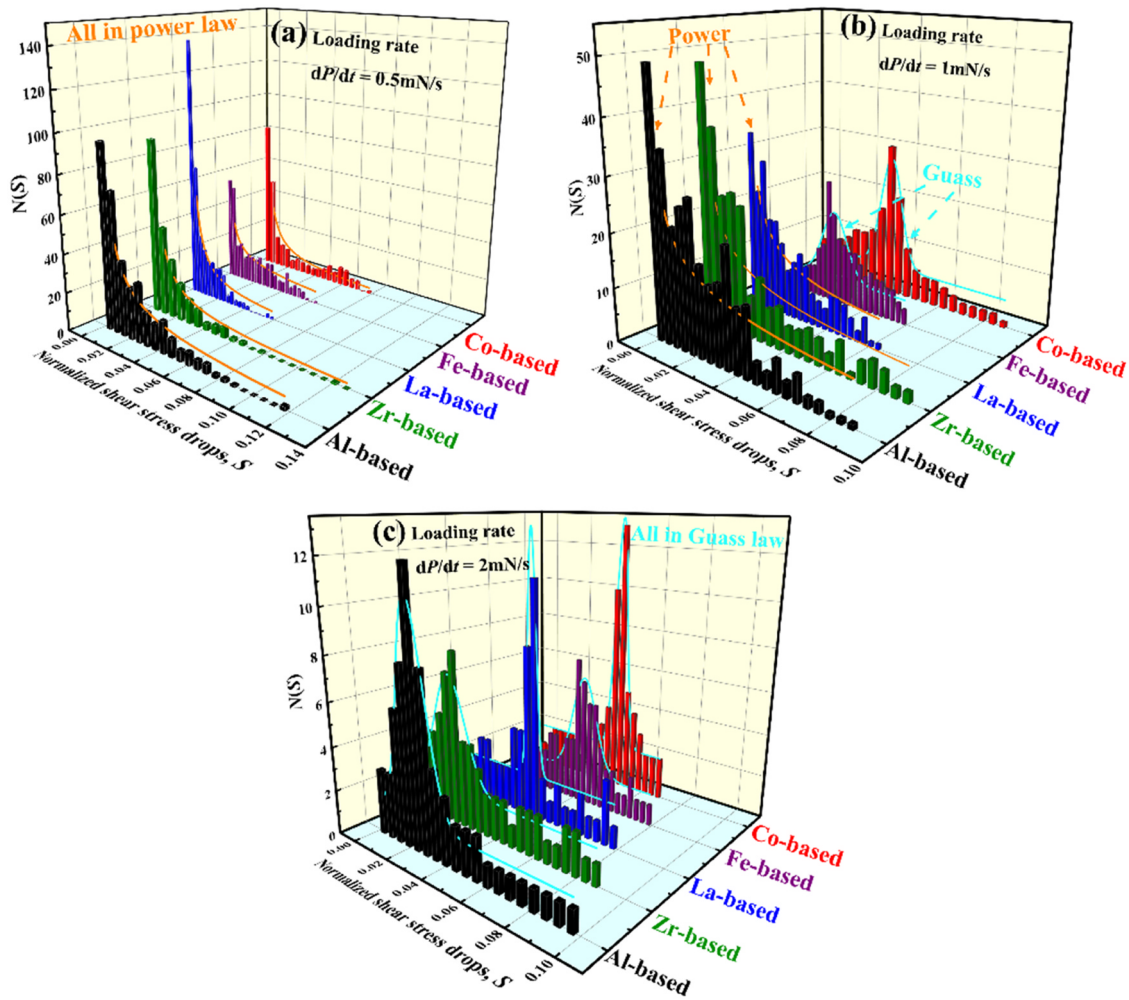 All in power law
(a) Loading rate
dP/dt = 0.5mN/s
N(S)
140
120
100
80
60
40
20
0
0.00
0.02
0.04
0.06
0.08
0.10
0.12
0.14
Normalized shear stress drops, S
Co-based
Fe-based
La-based
Zr-based
Al-based
Power
(b) Loading rate
dP/dt = 1mN/s
Guass
N(S)
50
40
30
20
10
0
0.00
0.02
0.04
0.06
0.08
0.10
Normalized shear stress drops, S
Co-based
Fe-based
La-based
Zr-based
Al-based
(c) Loading rate
dP/dt = 2mN/s
All in Guass law
N(S)
12
10
8
6
4
2
0
0.00
0.02
0.04
0.06
0.08
0.10
Normalized shear stress drops, S
Co-based
Fe-based
La-based
Zr-based
Al-based